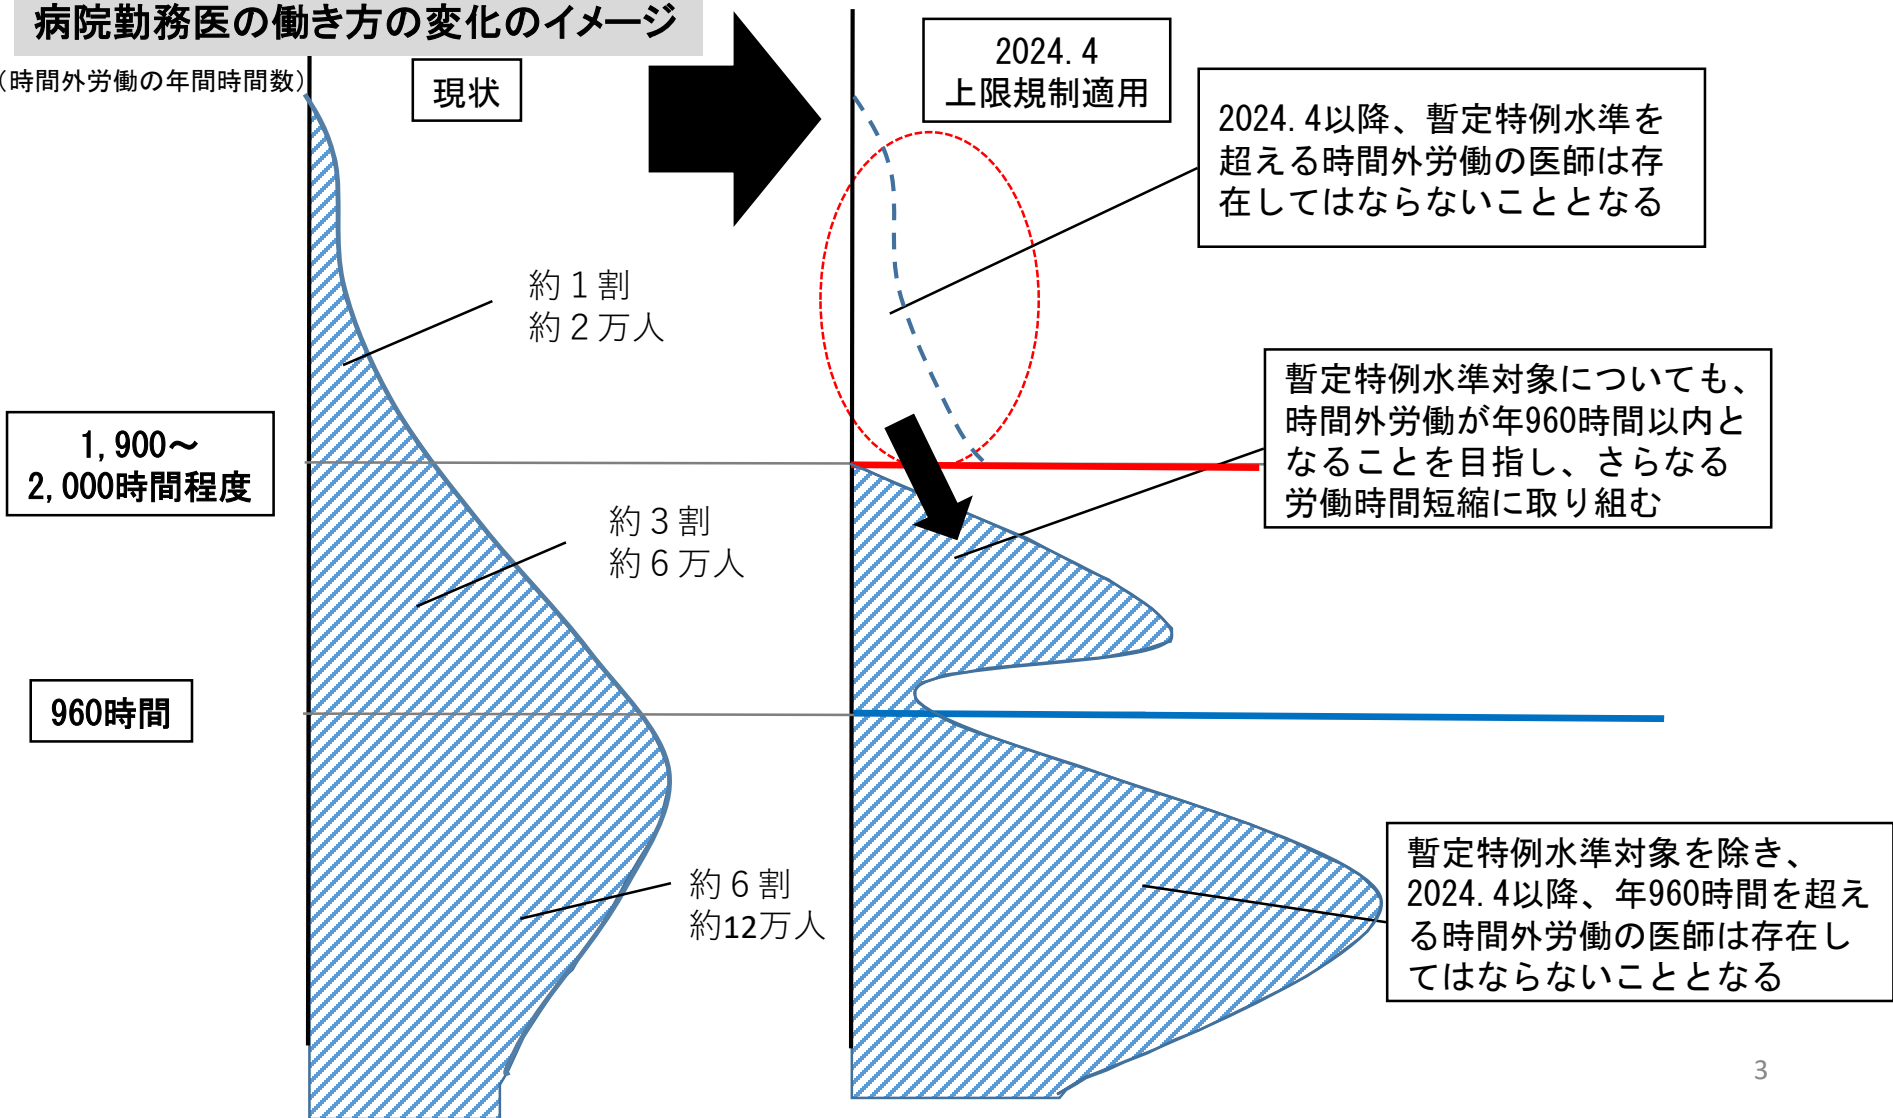 病院勤務医の働き方の変化のイメージ
(時間外労働の年間時間数)
現状
2024.4
上限規制適用
2024.4以降、暫定特例水準を
超える時間外労働の医師は存
在してはならないこととなる
約1割
約2万人
暫定特例水準対象についても、
時間外労働が年960時間以内と
なることを目指し、さらなる
労働時間短縮に取り組む
1,900～
2,000時間程度
約3割
約6万人
960時間
暫定特例水準対象を除き、
2024.4以降、年960時間を超え
る時間外労働の医師は存在し
てはならないこととなる
約6割
約12万人
3